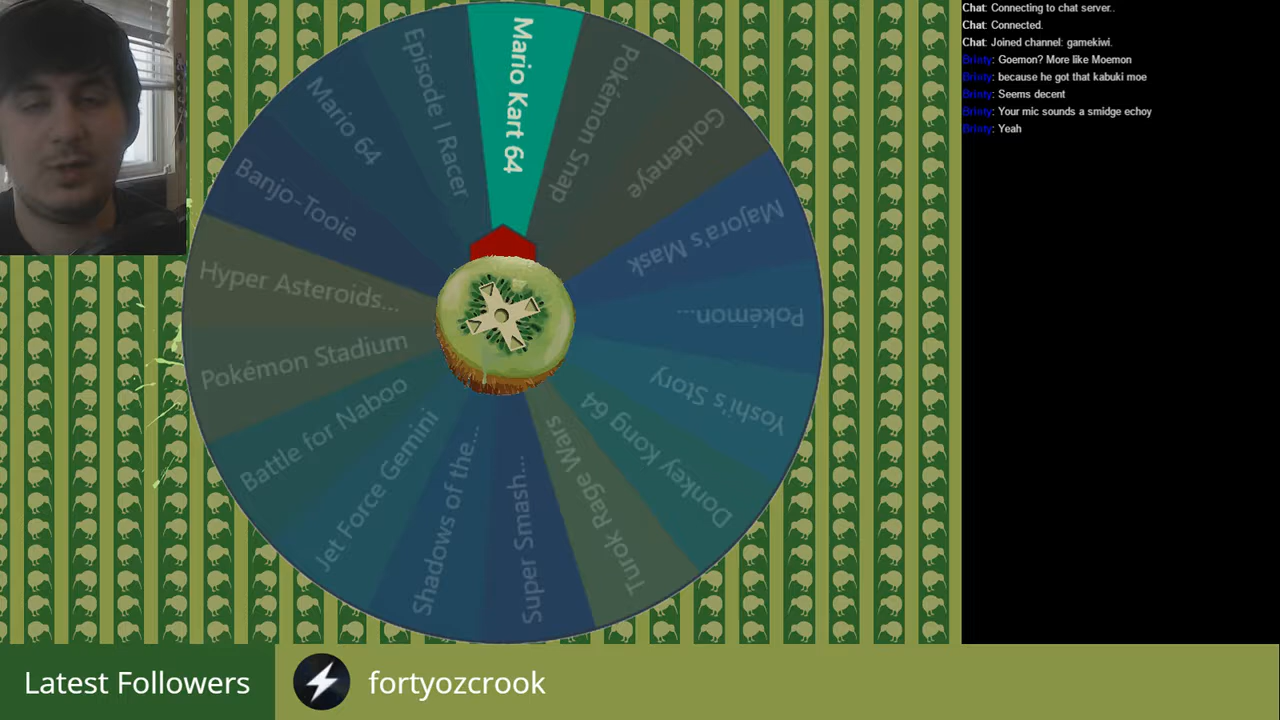 Mario Kart 64
Pokémon Snap
Goldeneye
Majora's Mask
Pokémon...
Yoshi's Story
Donkey Kong 64
Turok Rage Wars
Super Smash...
Shadows of the...
Jet Force Gemini
Battle for Naboo
Pokémon Stadium
Hyper Asteroids...
Banjo-Tooie
Mario 64
Episode I Racer
Chat: Connecting to chat server..
Chat: Connected.
Chat: Joined channel: gamekiwi.
Brinty: Goemon? More like Moemon
Brinty: because he got that kabuki moe
Brinty: Seems decent
Brinty: Your mic sounds a smidge echoy
Brinty: Yeah
Latest Followers
fortyozcrook